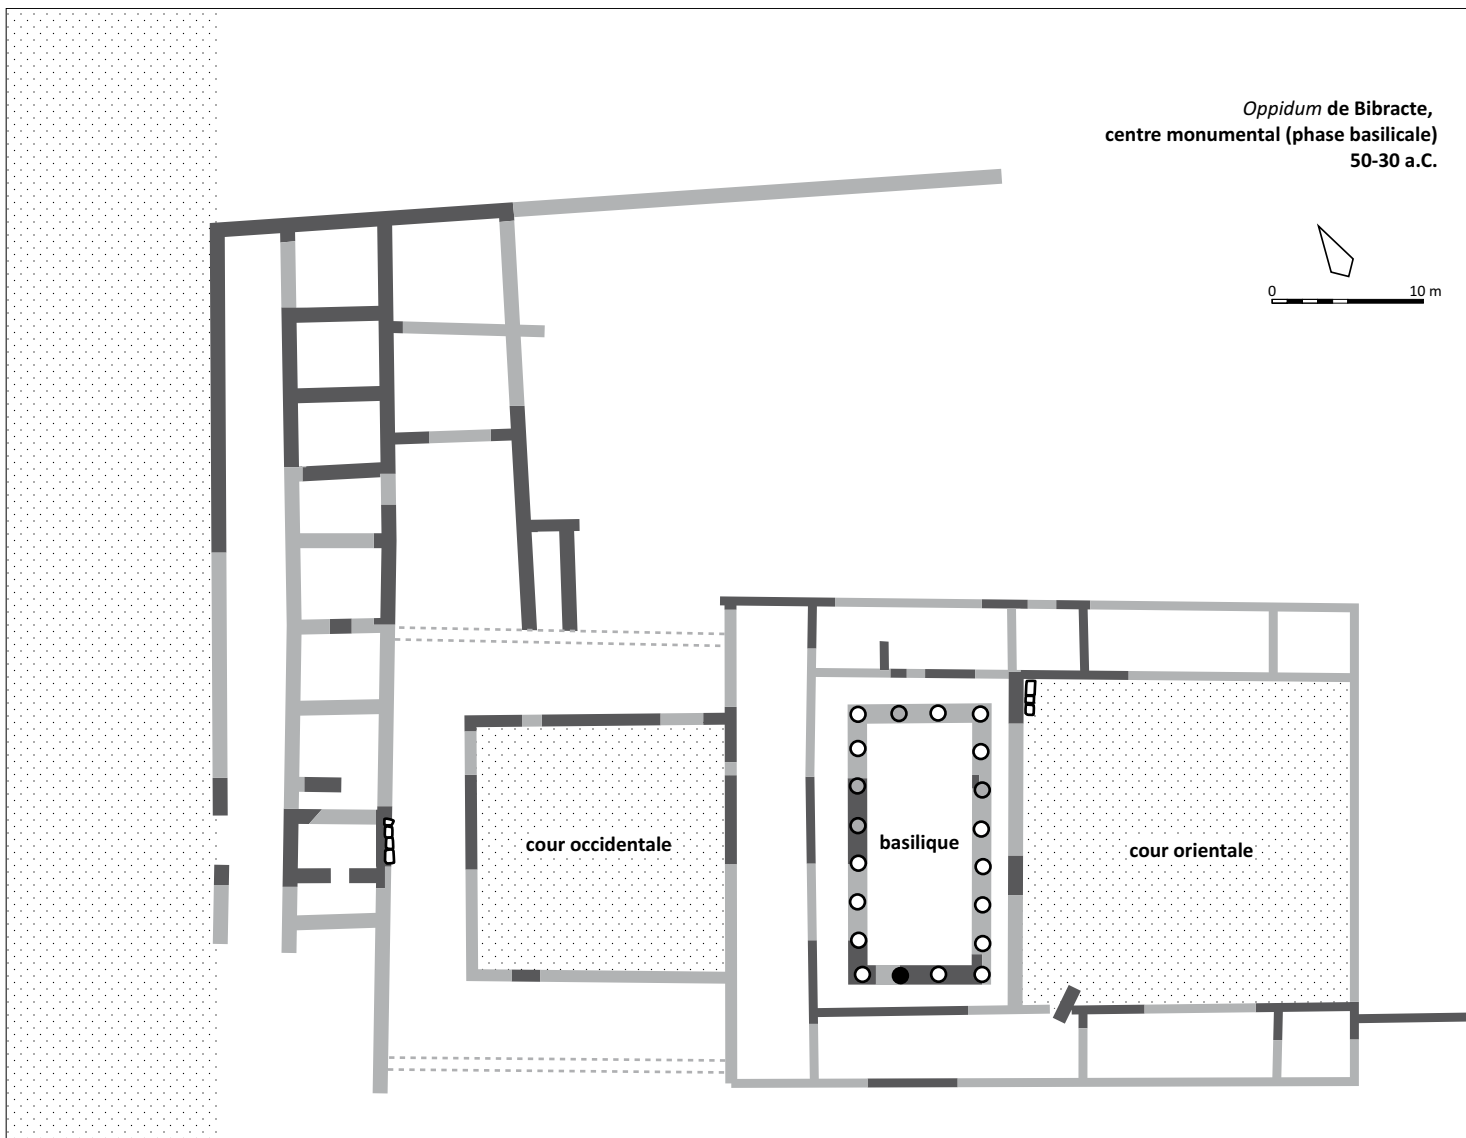 Oppidum de Bibracte,
centre monumental (phase basilicale)
50-30 a.C.
0 10 m
cour occidentale
basilique
cour orientale